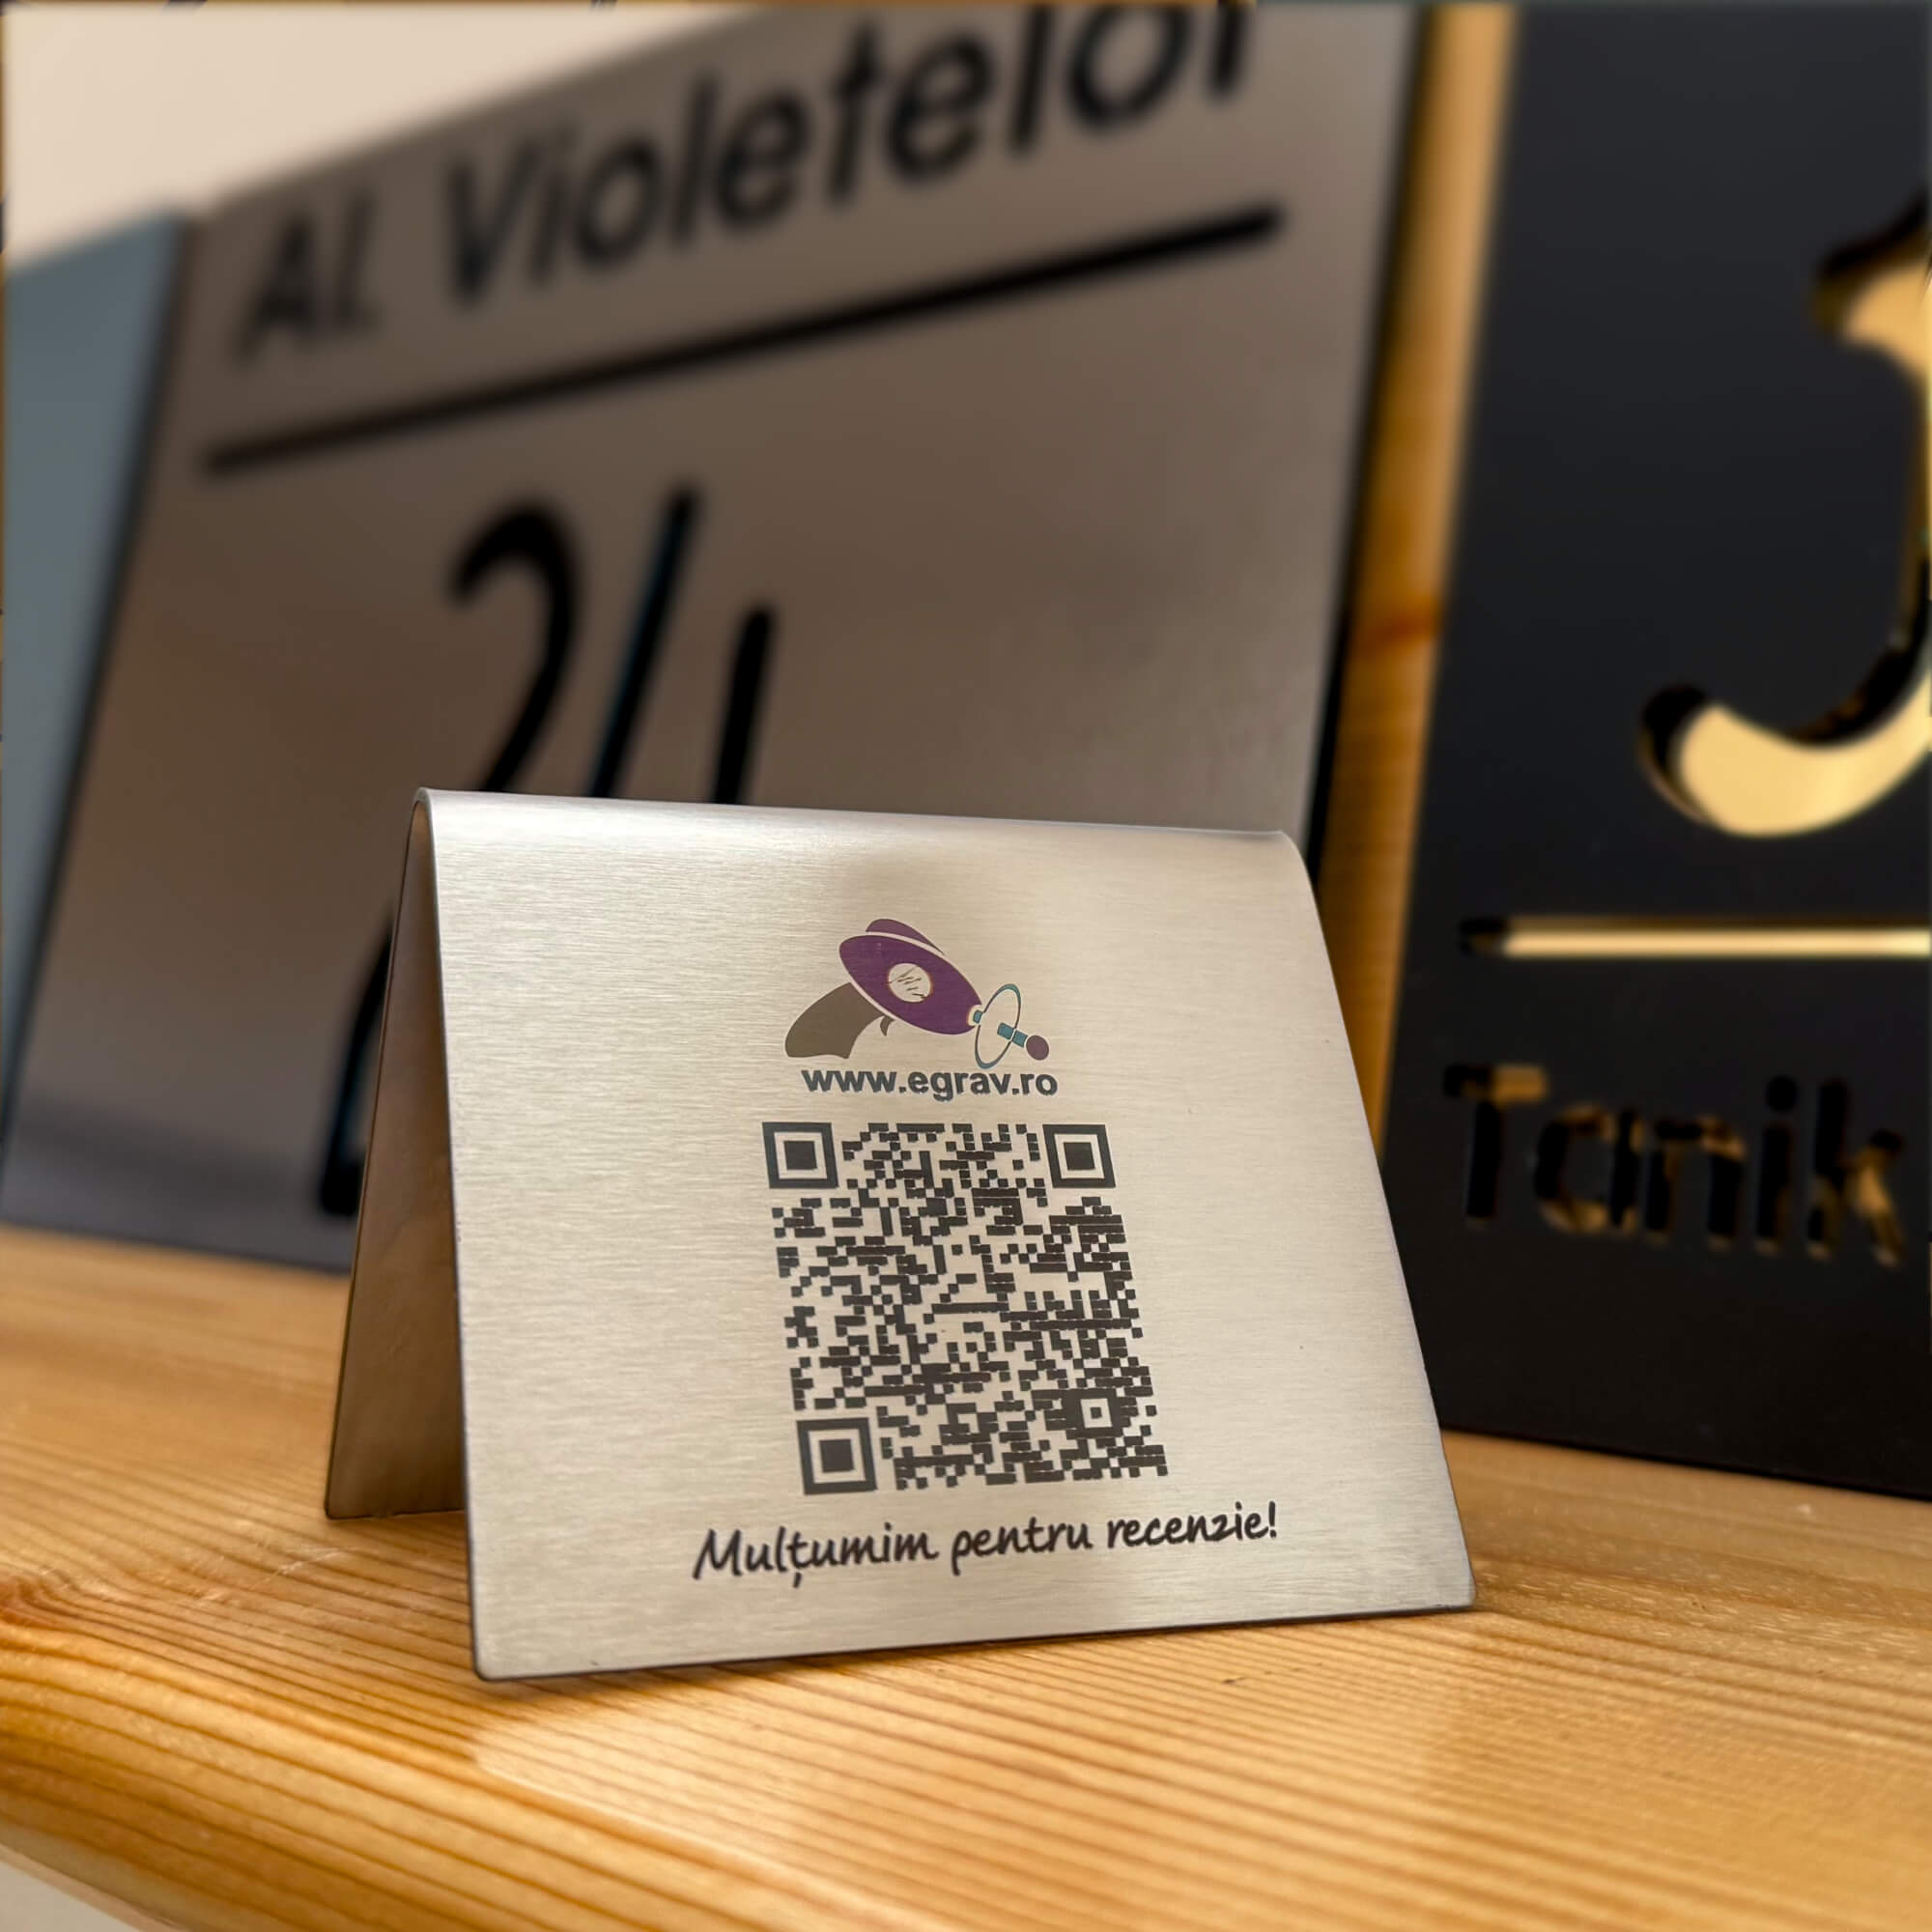 Al. Violetelor
24
www.egrav.ro
Mulțumim pentru recenzie!
Tanik